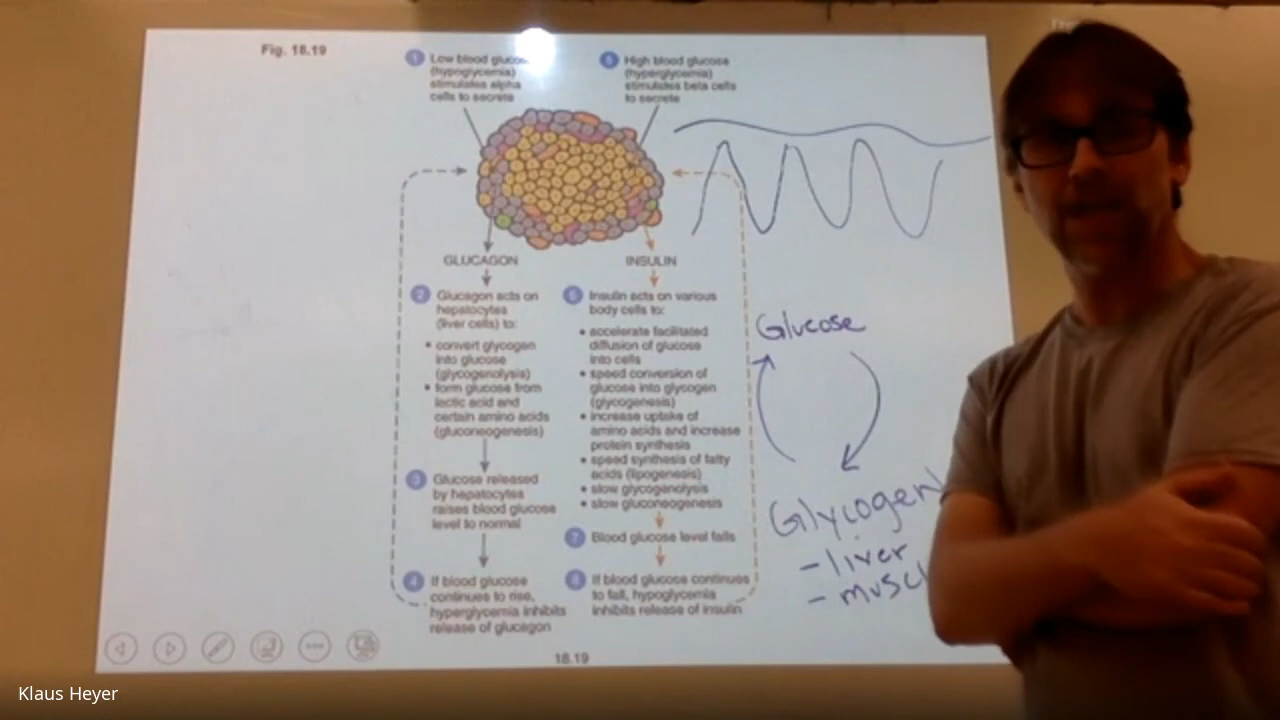 Fig. 18.19
1 Low blood
(hypoglycemia)
stimulates alpha
cells to secrete
5 High blood glucose
(hyperglycemia)
stimulates beta cells
to secrete
GLUCAGON
INSULIN
2 Glucagon acts on
hepatocytes
(liver cells) to:
• convert glycogen
into glucose
(glycogenolysis)
• form glucose from
lactic acid and
certain amino acids
(gluconeogenesis)
3 Glucose released
by hepatocytes
raises blood glucose
level to normal
4 If blood glucose
continues to rise,
hyperglycemia inhibits
release of glucagon
6 Insulin acts on various
body cells to:
• accelerate facilitated
diffusion of glucose
into cells
• speed conversion of
glucose into glycogen
(glycogenesis)
• increase uptake of
amino acids and increase
protein synthesis
• speed synthesis of fatty
acids (lipogenesis)
• slow glycogenolysis
• slow gluconeogenesis
7 Blood glucose level falls
8 If blood glucose continues
to fall, hypoglycemia
inhibits release of insulin
Glucose
Glycogen
- liver
- muscl
18.19
Klaus Heyer